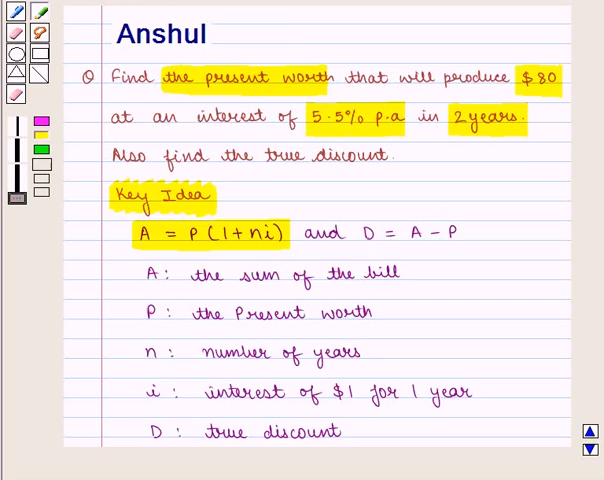 Anshul
Q Find the present worth that will produce $80
at an interest of 5.5% p.a in 2 years.
Also find the true discount.
Key Idea
A = P (1 + ni) and D = A - P
A : the sum of the bill
P : the Present worth
n : number of years
i : interest of $1 for 1 year
D : true discount